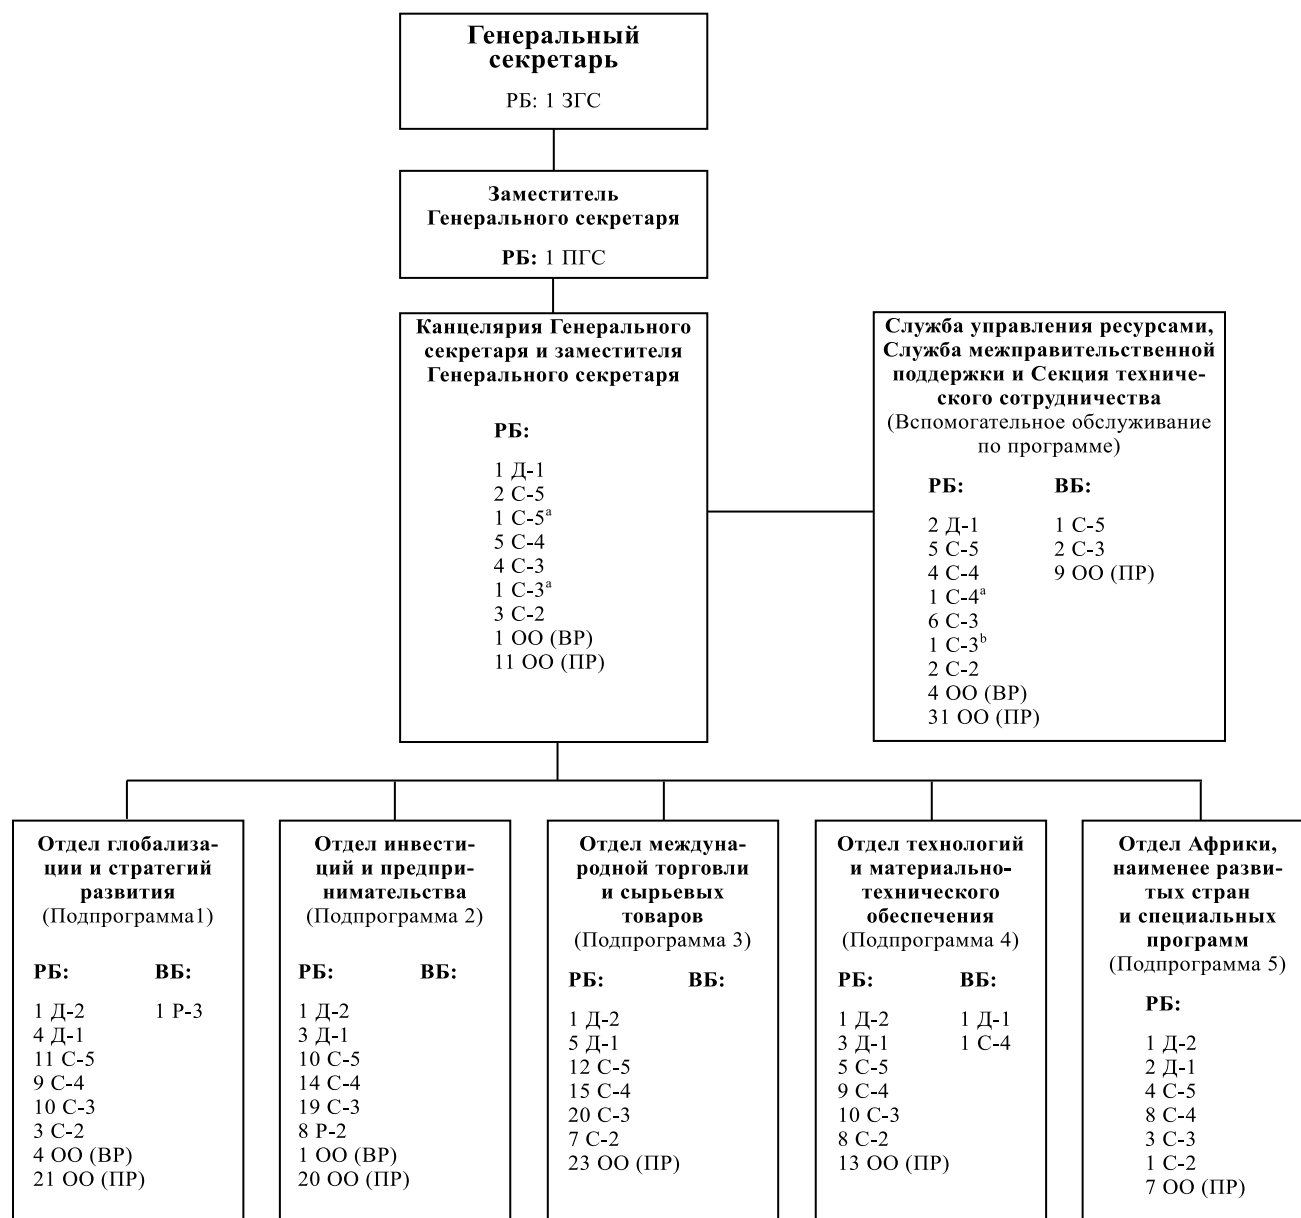 Генеральный
секретарь
РБ: 1 ЗГС
Заместитель
Генерального секретаря
РБ: 1 ПГС
Канцелярия Генерального
секретаря и заместителя
Генерального секретаря
РБ:
1 Д-1
2 С-5
1 С-5ᵃ
5 С-4
4 С-3
1 С-3ᵃ
3 С-2
1 ОО (ВР)
11 ОО (ПР)
Служба управления ресурсами,
Служба межправительственной
поддержки и Секция техниче-
ского сотрудничества
(Вспомогательное обслуживание
по программе)
РБ: ВБ:
2 Д-1 1 С-5
5 С-5 2 С-3
4 С-4 9 ОО (ПР)
1 С-4ᵃ
6 С-3
1 С-3ᵇ
2 С-2
4 ОО (ВР)
31 ОО (ПР)
Отдел глобализа-
ции и стратегий
развития
(Подпрограмма1)
РБ: ВБ:
1 Д-2 1 Р-3
4 Д-1
11 С-5
9 С-4
10 С-3
3 С-2
4 ОО (ВР)
21 ОО (ПР)
Отдел инвести-
ций и предпри-
нимательства
(Подпрограмма 2)
РБ: ВБ:
1 Д-2
3 Д-1
10 С-5
14 С-4
19 С-3
8 Р-2
1 ОО (ВР)
20 ОО (ПР)
Отдел междуна-
родной торговли
и сырьевых
товаров
(Подпрограмма 3)
РБ: ВБ:
1 Д-2
5 Д-1
12 С-5
15 С-4
20 С-3
7 С-2
23 ОО (ПР)
Отдел технологий
и материально-
технического
обеспечения
(Подпрограмма 4)
РБ: ВБ:
1 Д-2 1 Д-1
3 Д-1 1 С-4
5 С-5
9 С-4
10 С-3
8 С-2
13 ОО (ПР)
Отдел Африки,
наименее разви-
тых стран
и специальных
программ
(Подпрограмма 5)
РБ:
1 Д-2
2 Д-1
4 С-5
8 С-4
3 С-3
1 С-2
7 ОО (ПР)